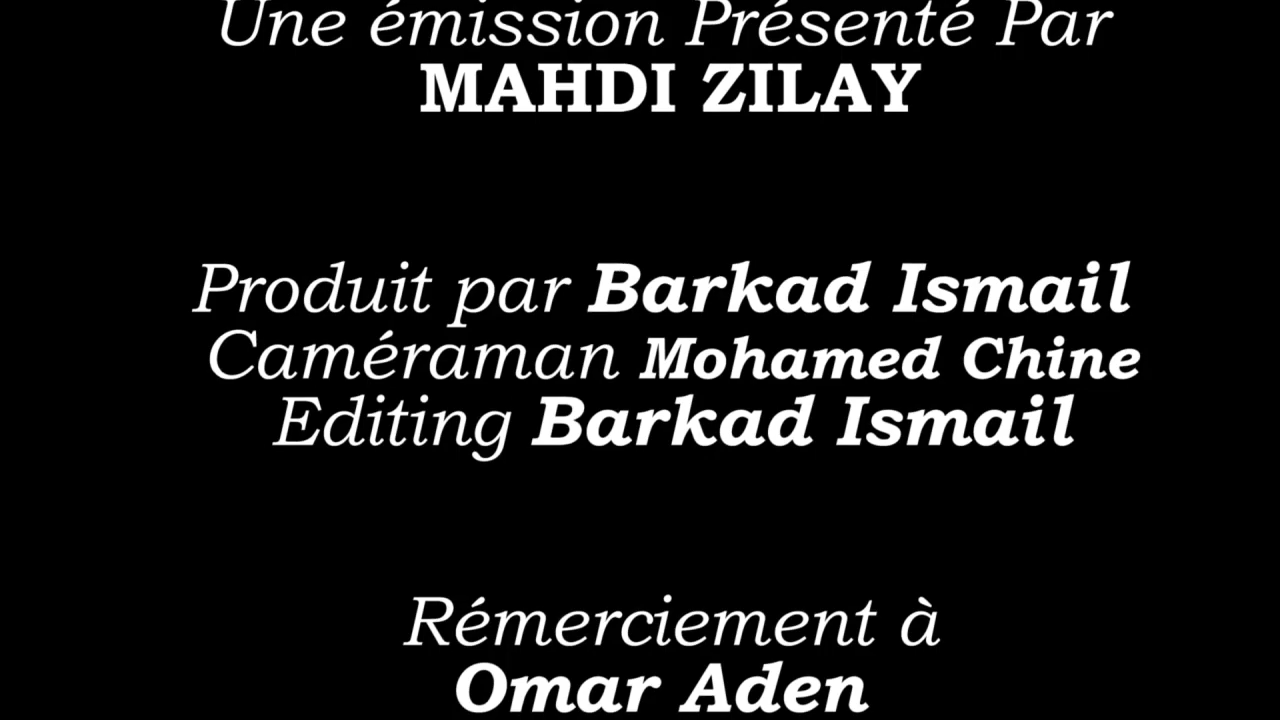 Une émission Présenté Par
MAHDI ZILAY
Produit par Barkad Ismail
Caméraman Mohamed Chine
Editing Barkad Ismail
Rémerciement à
Omar Aden